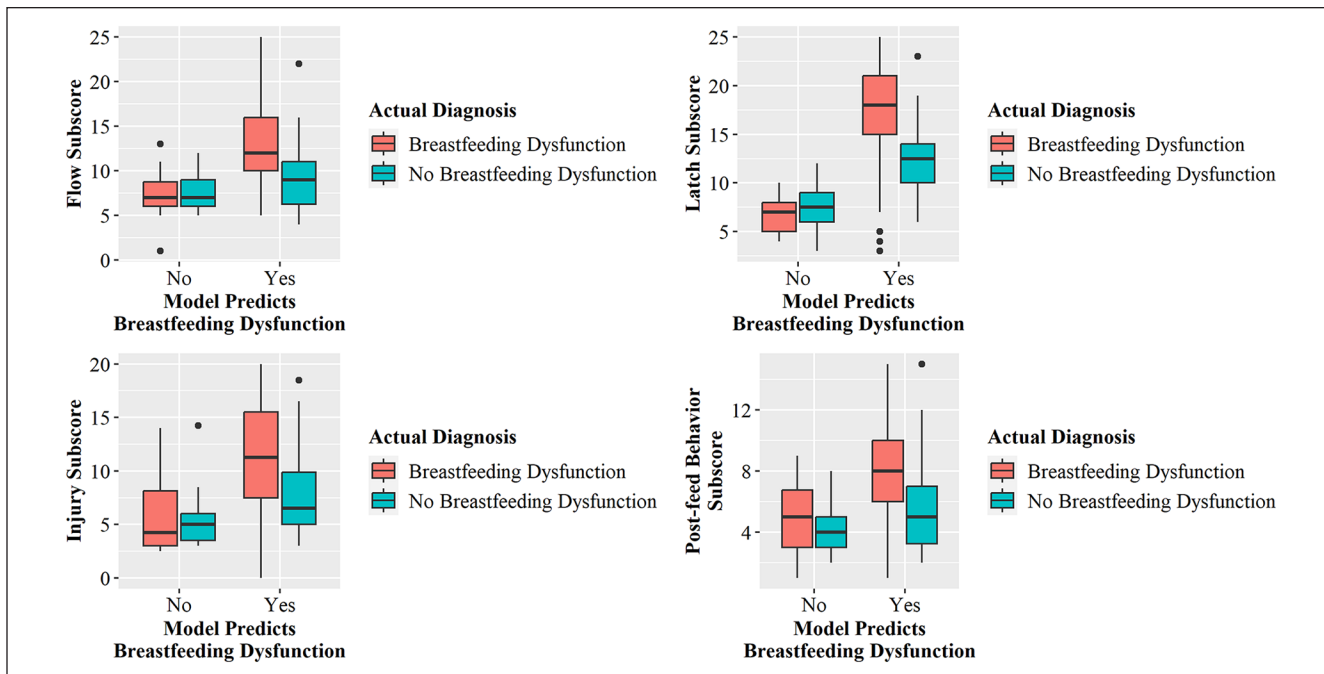 Flow Subscore
25
20
15
10
5
0
No
Yes
Model Predicts
Breastfeeding Dysfunction
Actual Diagnosis
Breastfeeding Dysfunction
No Breastfeeding Dysfunction
Latch Subscore
25
20
15
10
5
No
Yes
Model Predicts
Breastfeeding Dysfunction
Actual Diagnosis
Breastfeeding Dysfunction
No Breastfeeding Dysfunction
Injury Subscore
20
15
10
5
0
No
Yes
Model Predicts
Breastfeeding Dysfunction
Actual Diagnosis
Breastfeeding Dysfunction
No Breastfeeding Dysfunction
Post-feed Behavior
Subscore
12
8
4
No
Yes
Model Predicts
Breastfeeding Dysfunction
Actual Diagnosis
Breastfeeding Dysfunction
No Breastfeeding Dysfunction